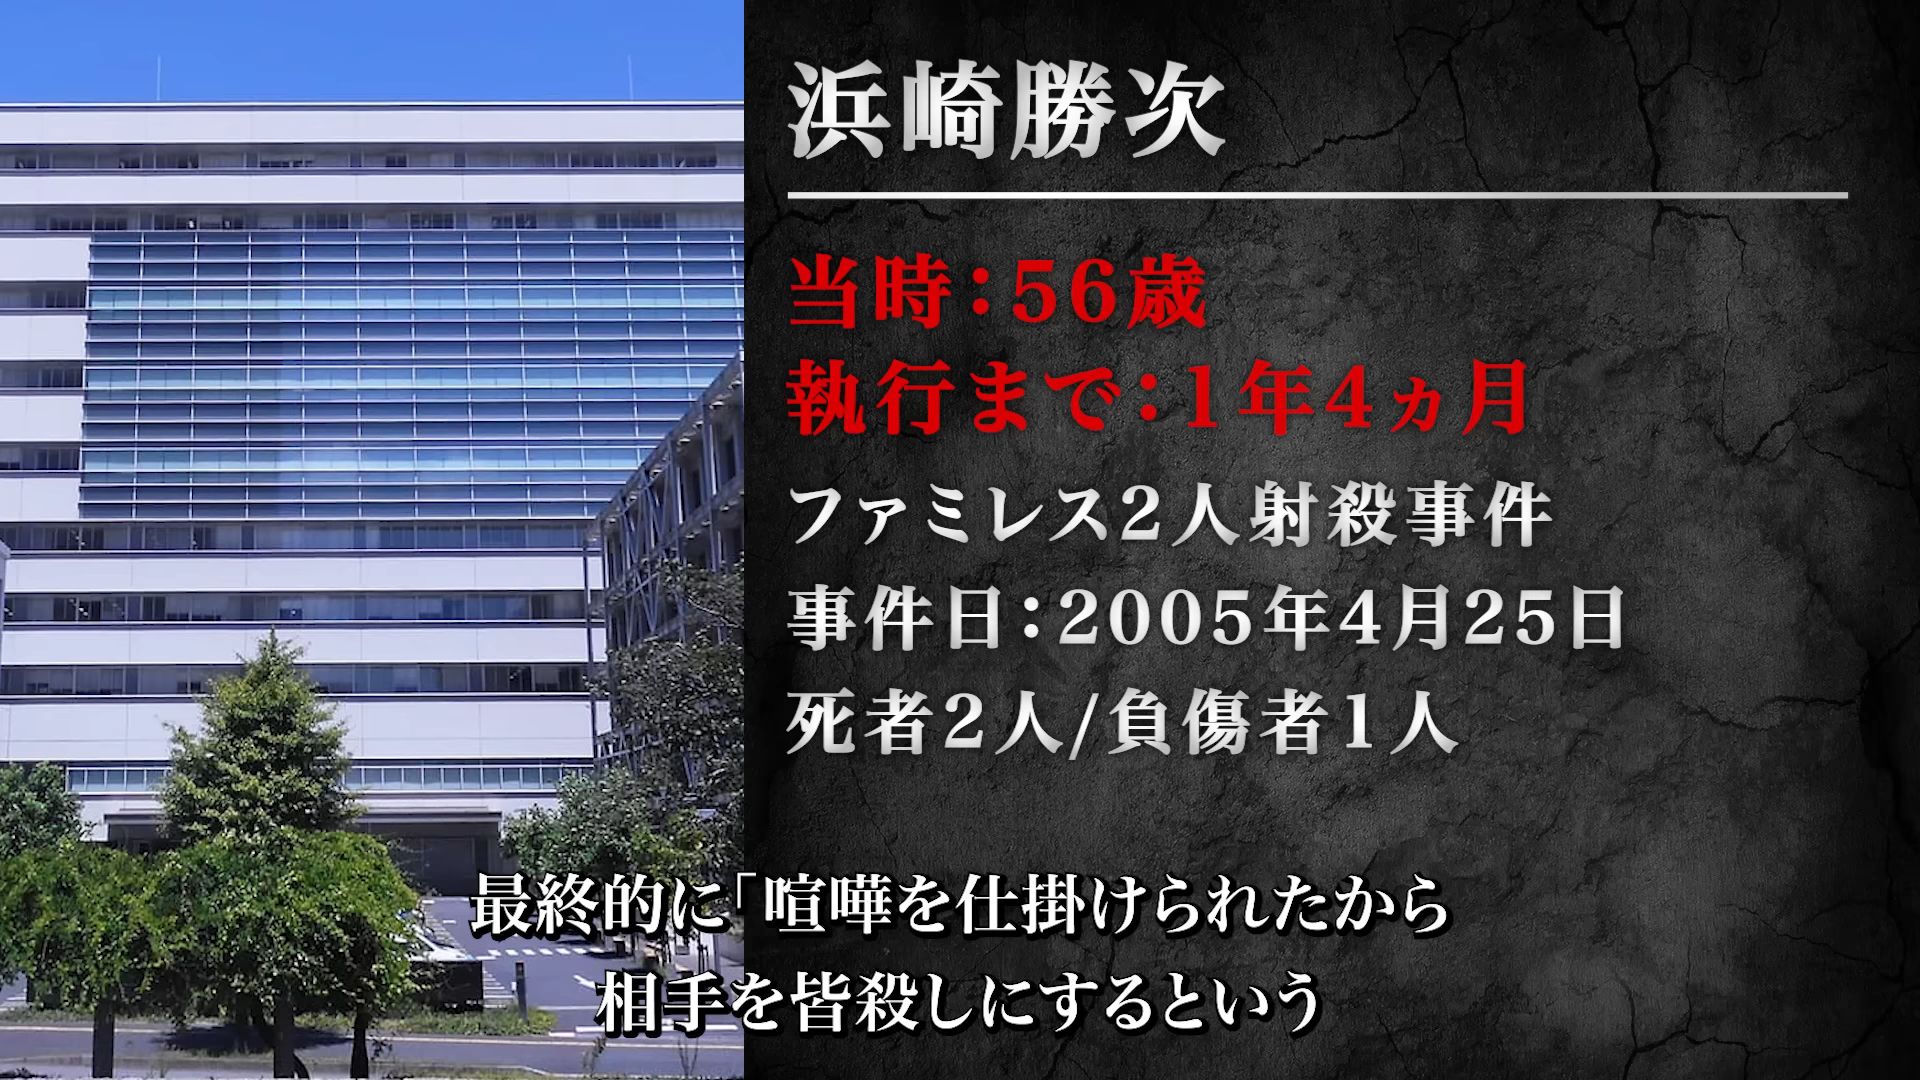 浜崎勝次
当時：56歳
執行まで：1年4ヵ月
ファミレス2人射殺事件
事件日：2005年4月25日
死者2人/負傷者1人
最終的に「喧嘩を仕掛けられたから
相手を皆殺しにするという